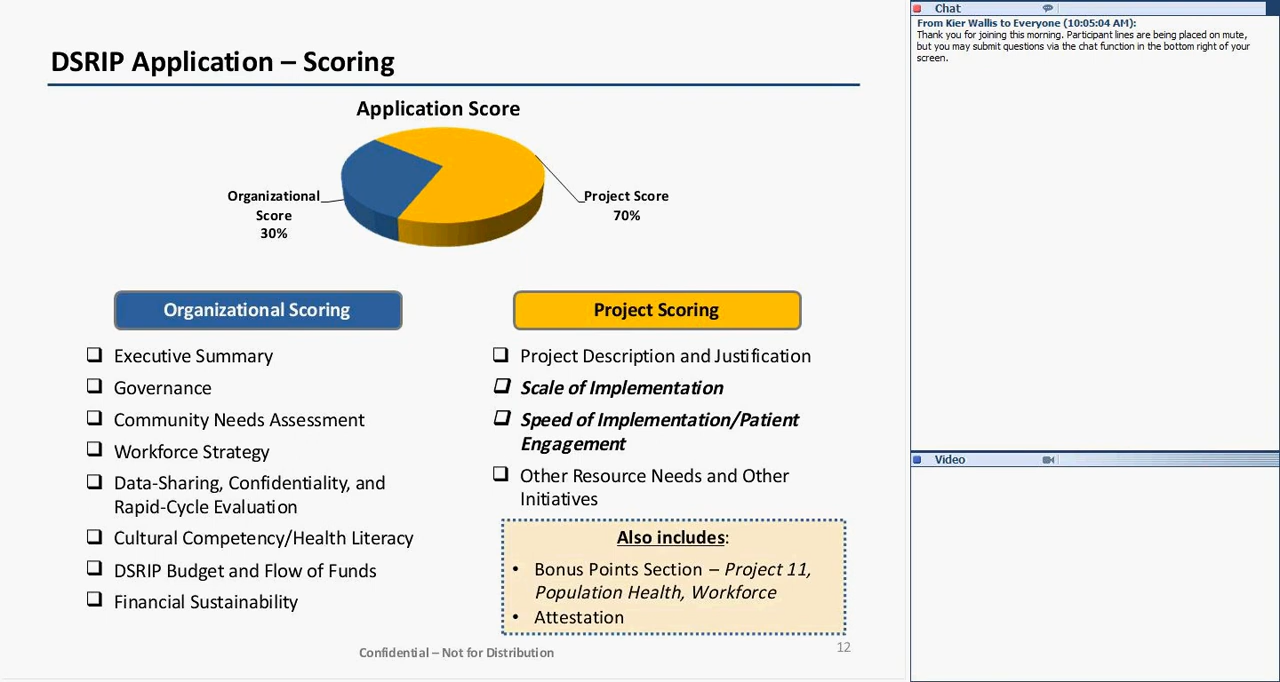 DSRIP Application – Scoring
Application Score
Organizational
Score
30%
Project Score
70%
Organizational Scoring
Executive Summary
Governance
Community Needs Assessment
Workforce Strategy
Data-Sharing, Confidentiality, and
Rapid-Cycle Evaluation
Cultural Competency/Health Literacy
DSRIP Budget and Flow of Funds
Financial Sustainability
Project Scoring
Project Description and Justification
Scale of Implementation
Speed of Implementation/Patient
Engagement
Other Resource Needs and Other
Initiatives
Also includes:
• Bonus Points Section – Project 11,
Population Health, Workforce
• Attestation
Confidential – Not for Distribution
12
Chat
From Kier Wallis to Everyone (10:05:04 AM):
Thank you for joining this morning. Participant lines are being placed on mute,
but you may submit questions via the chat function in the bottom right of your
screen.
Video